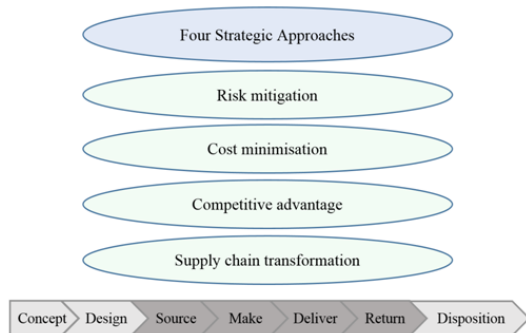 Four Strategic Approaches
Risk mitigation
Cost minimisation
Competitive advantage
Supply chain transformation
Concept Design Source Make Deliver Return Disposition